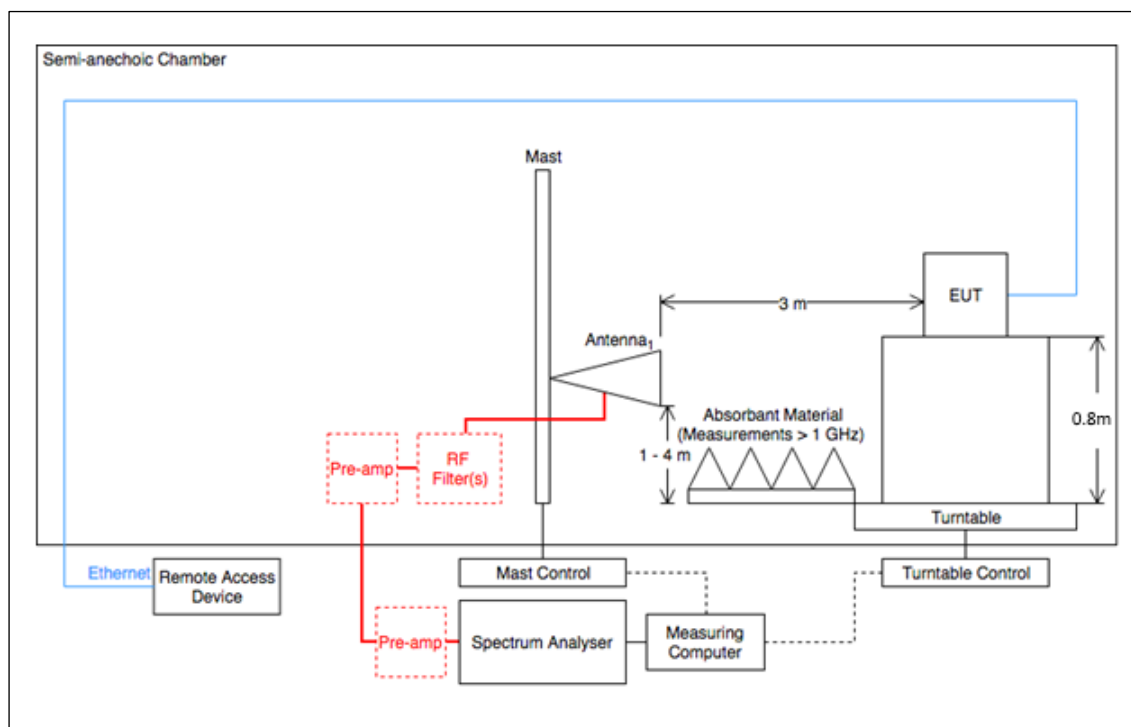 Semi-anechoic Chamber
Mast
EUT
3 m
Antenna1
Absorbant Material
(Measurements > 1 GHz)
0.8m
1 - 4 m
RF
Filter(s)
Pre-amp
Turntable
Ethernet
Remote Access
Device
Mast Control
Turntable Control
Pre-amp
Spectrum Analyser
Measuring
Computer